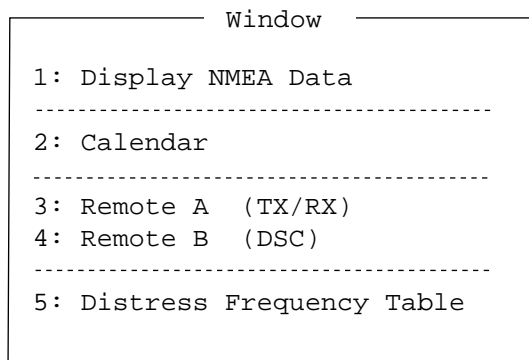 Window
1: Display NMEA Data
2: Calendar
3: Remote A (TX/RX)
4: Remote B (DSC)
5: Distress Frequency Table